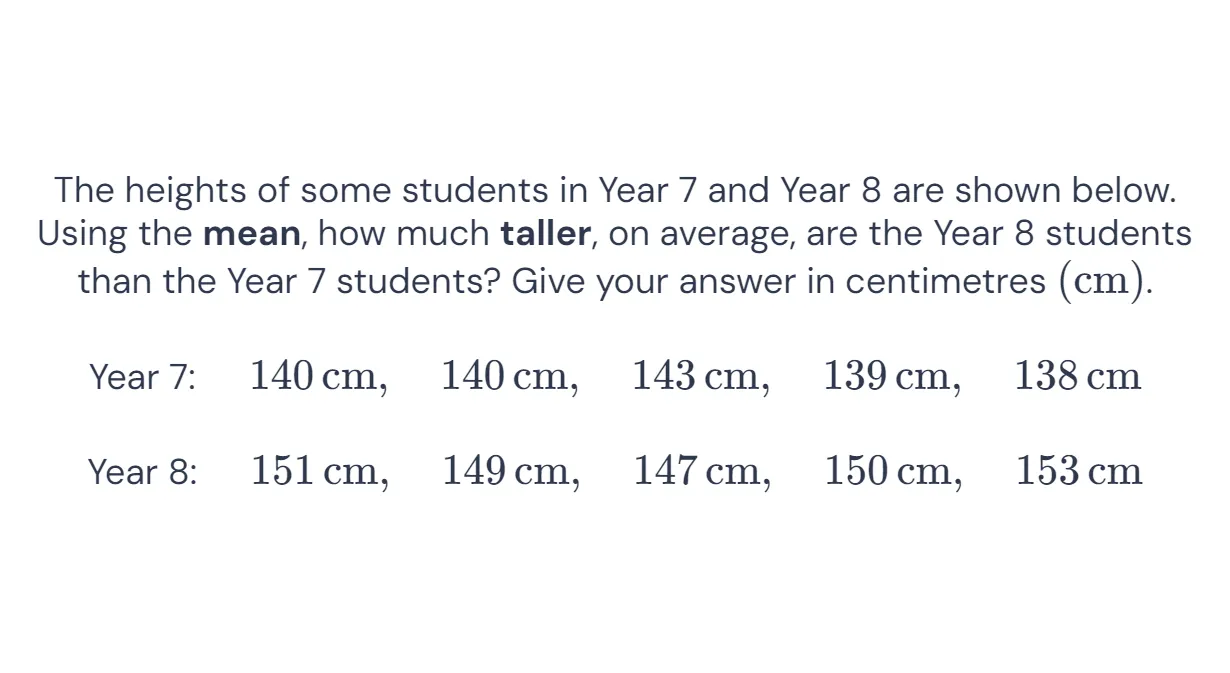 The heights of some students in Year 7 and Year 8 are shown below.
Using the mean, how much taller, on average, are the Year 8 students
than the Year 7 students? Give your answer in centimetres (cm).
Year 7: 140 cm, 140 cm, 143 cm, 139 cm, 138 cm
Year 8: 151 cm, 149 cm, 147 cm, 150 cm, 153 cm